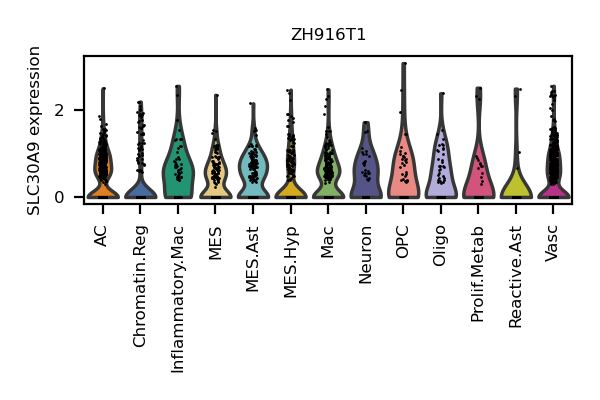 ZH916T1
SLC30A9 expression
2
0
AC
Chromatin.Reg
Inflammatory.Mac
MES
MES.Ast
MES.Hyp
Mac
Neuron
OPC
Oligo
Prolif.Metab
Reactive.Ast
Vasc